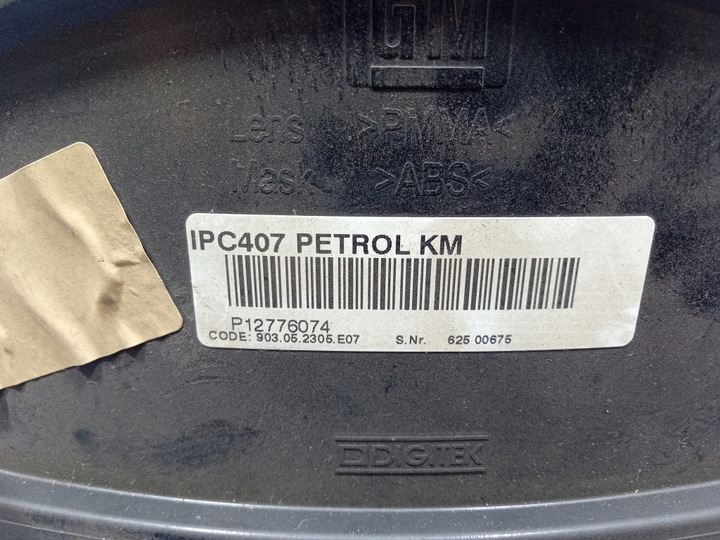 GM
Lens >PMMA<
Mask >ABS<
IPC407 PETROL KM
P12776074
CODE: 903.05.2305.E07 S.Nr. 625 00675
DIGITEK